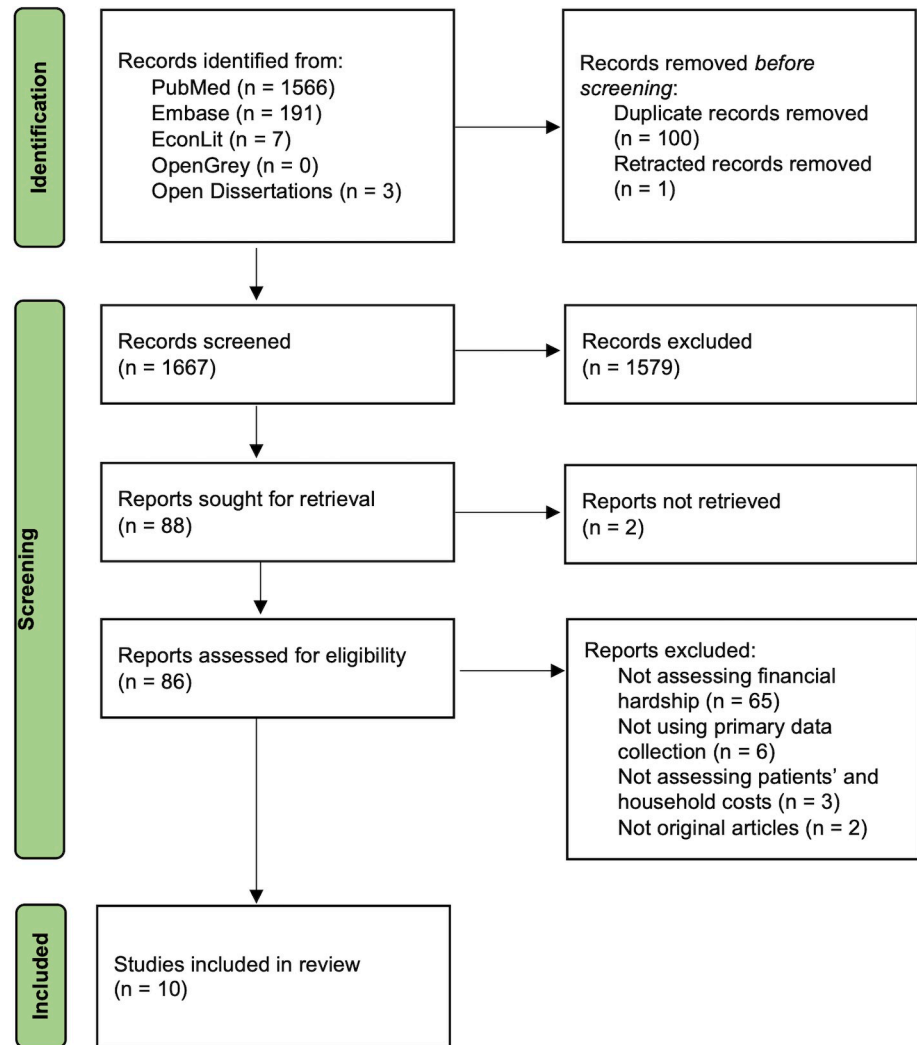 Identification
Records identified from:
PubMed (n = 1566)
Embase (n = 191)
EconLit (n = 7)
OpenGrey (n = 0)
Open Dissertations (n = 3)
Records removed before
screening:
Duplicate records removed
(n = 100)
Retracted records removed
(n = 1)
Screening
Records screened
(n = 1667)
Records excluded
(n = 1579)
Reports sought for retrieval
(n = 88)
Reports not retrieved
(n = 2)
Reports assessed for eligibility
(n = 86)
Reports excluded:
Not assessing financial
hardship (n = 65)
Not using primary data
collection (n = 6)
Not assessing patients’ and
household costs (n = 3)
Not original articles (n = 2)
Included
Studies included in review
(n = 10)